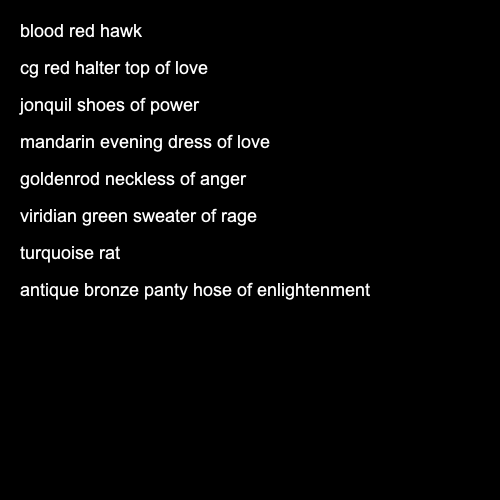 blood red hawk
cg red halter top of love
jonquil shoes of power
mandarin evening dress of love
goldenrod neckless of anger
viridian green sweater of rage
turquoise rat
antique bronze panty hose of enlightenment